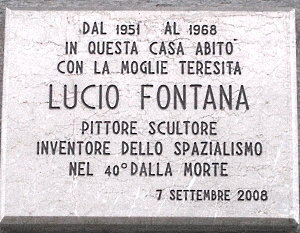 DAL 1951 AL 1968
IN QUESTA CASA ABITO'
CON LA MOGLIE TERESITA
LUCIO FONTANA
PITTORE SCULTORE
INVENTORE DELLO SPAZIALISMO
NEL 40° DALLA MORTE
7 SETTEMBRE 2008